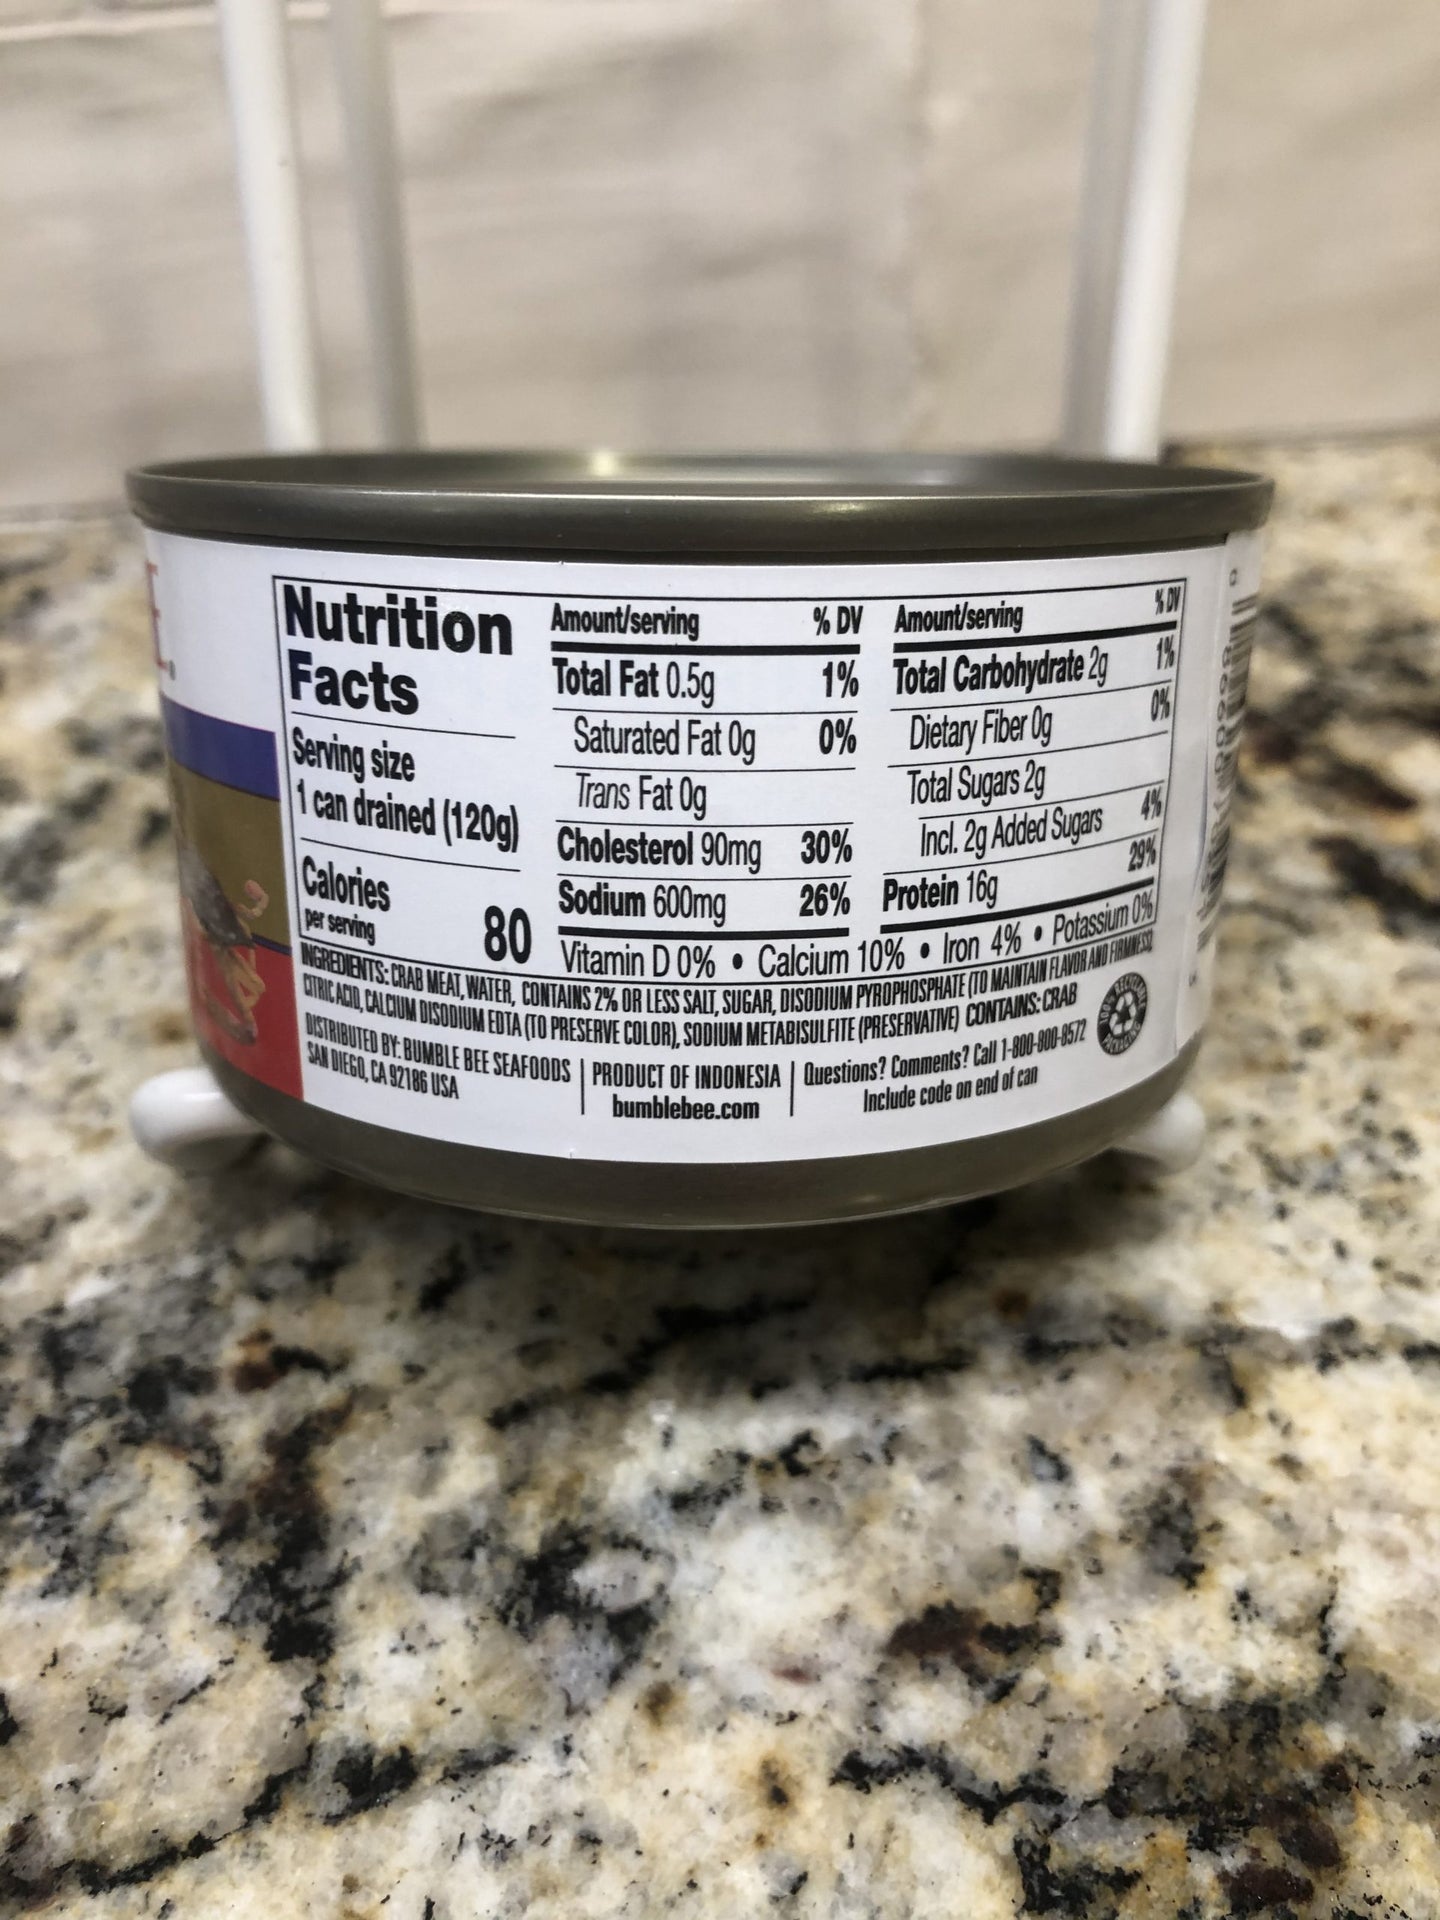 Nutrition
Facts
Serving size
1 can drained (120g)
Calories
per serving
80
Amount/serving % DV
Total Fat 0.5g 1%
Saturated Fat 0g 0%
Trans Fat 0g
Cholesterol 90mg 30%
Sodium 600mg 26%
Amount/serving % DV
Total Carbohydrate 2g 1%
Dietary Fiber 0g 0%
Total Sugars 2g
Incl. 2g Added Sugars 4%
Protein 16g 29%
Vitamin D 0% • Calcium 10% • Iron 4% • Potassium 0%
INGREDIENTS: CRAB MEAT, WATER, CONTAINS 2% OR LESS SALT, SUGAR, DISODIUM PYROPHOSPHATE (TO MAINTAIN FLAVOR AND FIRMNESS),
CITRIC ACID, CALCIUM DISODIUM EDTA (TO PRESERVE COLOR), SODIUM METABISULFITE (PRESERVATIVE) CONTAINS: CRAB
DISTRIBUTED BY: BUMBLE BEE SEAFOODS
SAN DIEGO, CA 92186 USA
PRODUCT OF INDONESIA
bumblebee.com
Questions? Comments? Call 1-800-800-8572
Include code on end of can